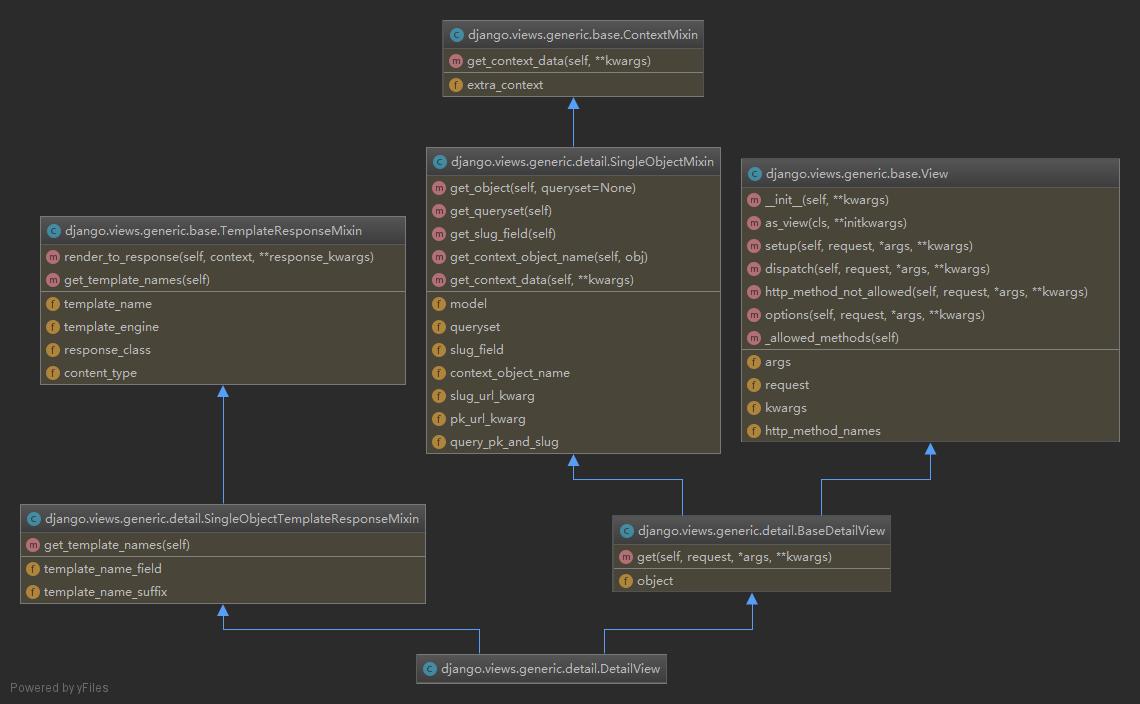 django.views.generic.base.ContextMixin
get_context_data(self, **kwargs)
extra_context
django.views.generic.detail.SingleObjectMixin
get_object(self, queryset=None)
get_queryset(self)
get_slug_field(self)
get_context_object_name(self, obj)
get_context_data(self, **kwargs)
model
queryset
slug_field
context_object_name
slug_url_kwarg
pk_url_kwarg
query_pk_and_slug
django.views.generic.base.View
__init__(self, **kwargs)
as_view(cls, **initkwargs)
setup(self, request, *args, **kwargs)
dispatch(self, request, *args, **kwargs)
http_method_not_allowed(self, request, *args, **kwargs)
options(self, request, *args, **kwargs)
_allowed_methods(self)
args
request
kwargs
http_method_names
django.views.generic.base.TemplateResponseMixin
render_to_response(self, context, **response_kwargs)
get_template_names(self)
template_name
template_engine
response_class
content_type
django.views.generic.detail.SingleObjectTemplateResponseMixin
get_template_names(self)
template_name_field
template_name_suffix
django.views.generic.detail.BaseDetailView
get(self, request, *args, **kwargs)
object
django.views.generic.detail.DetailView
Powered by yFiles